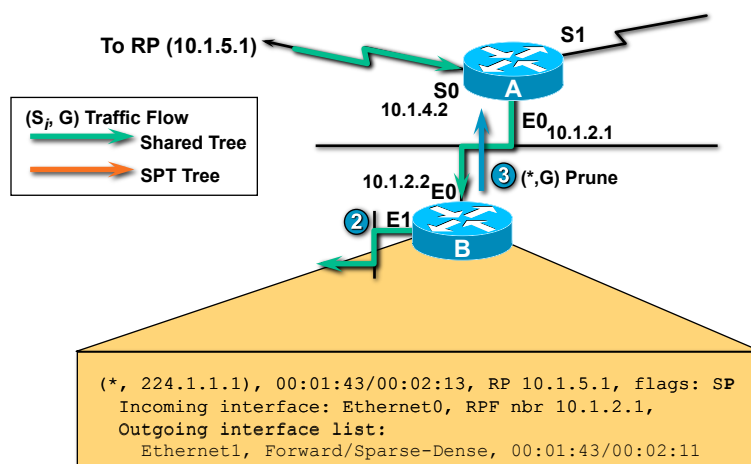 To RP (10.1.5.1)
S1
S0
A
10.1.4.2
E0
10.1.2.1
(Si, G) Traffic Flow
Shared Tree
SPT Tree
3 (*,G) Prune
10.1.2.2
E0
2
E1
B
(*, 224.1.1.1), 00:01:43/00:02:13, RP 10.1.5.1, flags: SP
Incoming interface: Ethernet0, RPF nbr 10.1.2.1,
Outgoing interface list:
Ethernet1, Forward/Sparse-Dense, 00:01:43/00:02:11